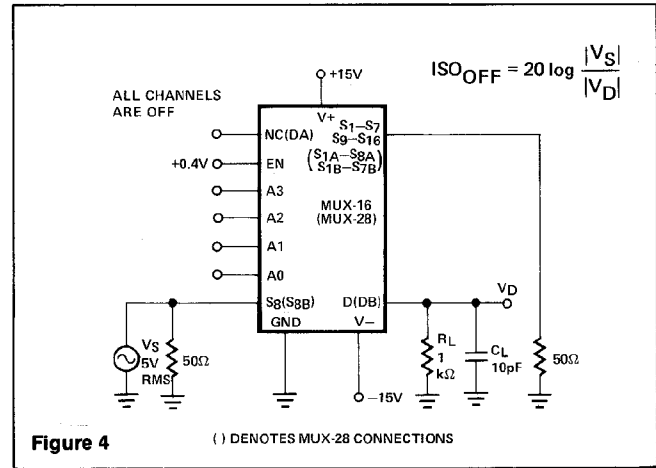 +15V
ISO_OFF = 20 log |V_S| / |V_D|
ALL CHANNELS
ARE OFF
V+
S1–S7
S9–S16
NC(DA)
(S1A–S8A
S1B–S7B)
+0.4V
EN
A3
MUX-16
(MUX-28)
A2
A1
A0
V_D
S8(S8B)
D(DB)
GND
V–
V_S
5V
RMS
50Ω
R_L
1
kΩ
C_L
10pF
50Ω
–15V
Figure 4
( ) DENOTES MUX-28 CONNECTIONS